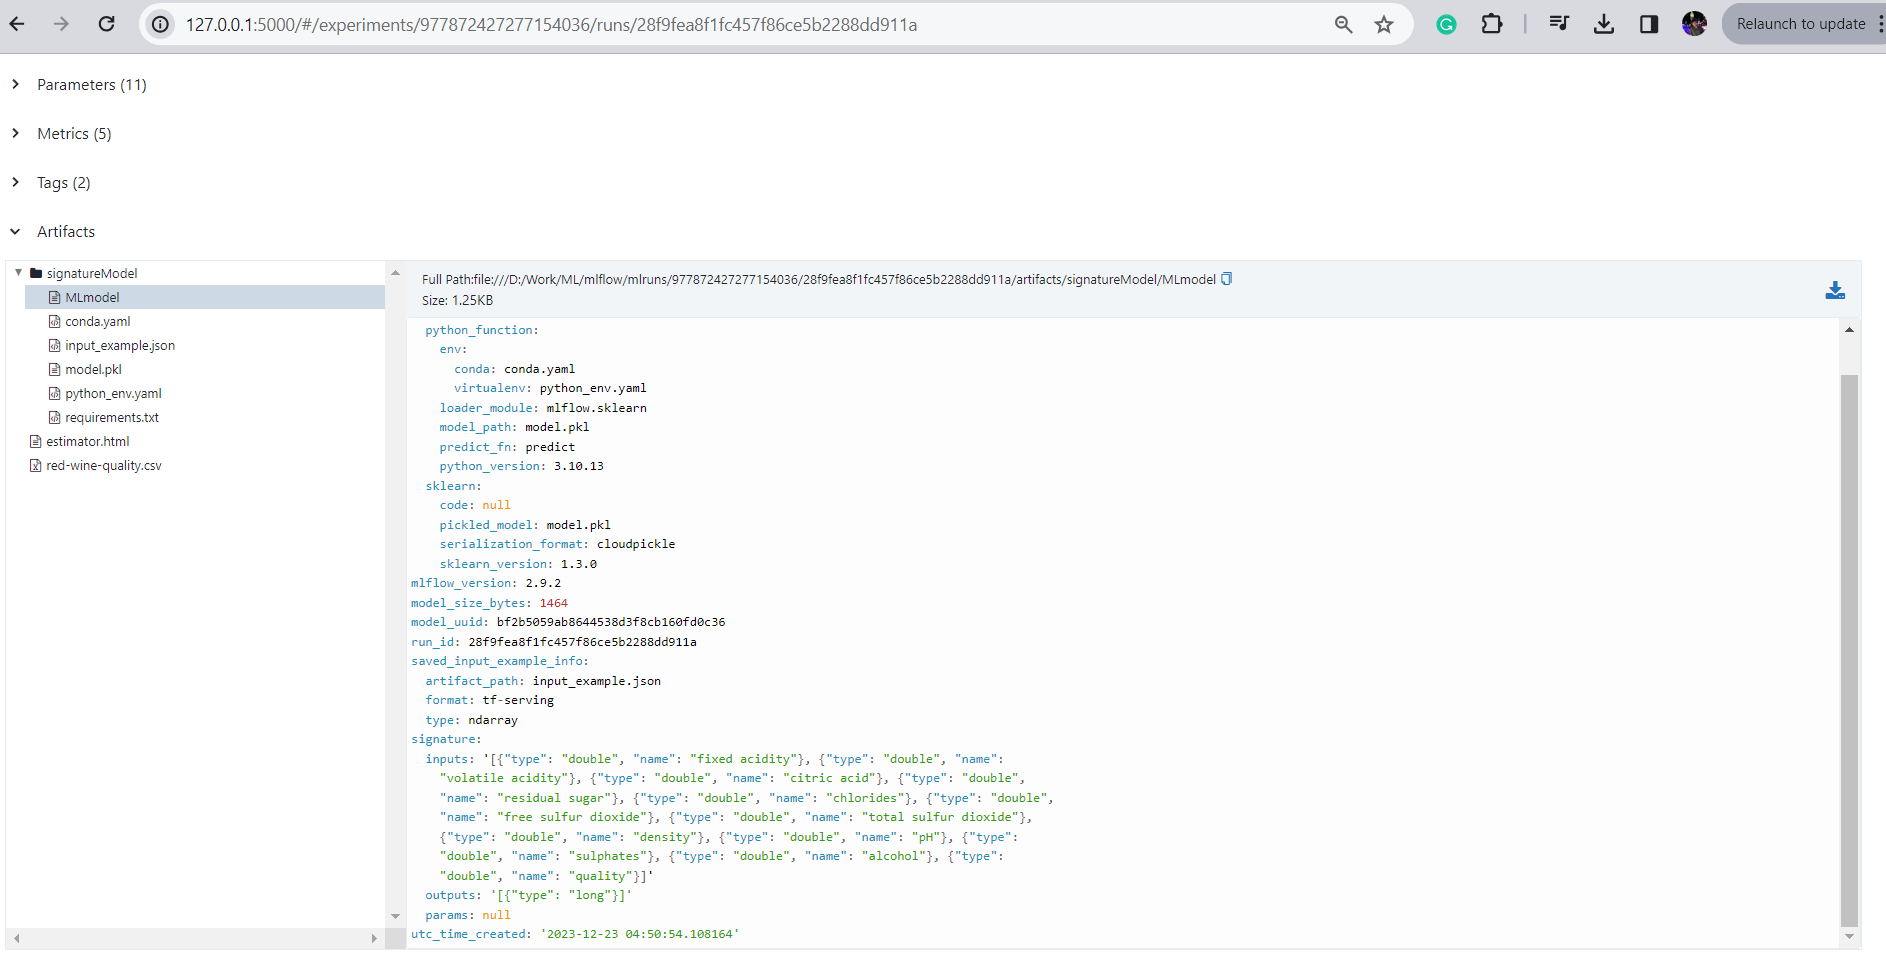 127.0.0.1:5000/#/experiments/977872427277154036/runs/28f9fea8f1fc457f86ce5b2288dd911a
Relaunch to update
Parameters (11)
Metrics (5)
Tags (2)
Artifacts
signatureModel
MLmodel
conda.yaml
input_example.json
model.pkl
python_env.yaml
requirements.txt
estimator.html
red-wine-quality.csv
Full Path:file:///D:/Work/ML/mlflow/mlruns/977872427277154036/28f9fea8f1fc457f86ce5b2288dd911a/artifacts/signatureModel/MLmodel
Size: 1.25KB
python_function:
env:
conda: conda.yaml
virtualenv: python_env.yaml
loader_module: mlflow.sklearn
model_path: model.pkl
predict_fn: predict
python_version: 3.10.13
sklearn:
code: null
pickled_model: model.pkl
serialization_format: cloudpickle
sklearn_version: 1.3.0
mlflow_version: 2.9.2
model_size_bytes: 1464
model_uuid: bf2b5059ab8644538d3f8cb160fd0c36
run_id: 28f9fea8f1fc457f86ce5b2288dd911a
saved_input_example_info:
artifact_path: input_example.json
format: tf-serving
type: ndarray
signature:
inputs: '[{"type": "double", "name": "fixed acidity"}, {"type": "double", "name":
"volatile acidity"}, {"type": "double", "name": "citric acid"}, {"type": "double",
"name": "residual sugar"}, {"type": "double", "name": "chlorides"}, {"type": "double",
"name": "free sulfur dioxide"}, {"type": "double", "name": "total sulfur dioxide"},
{"type": "double", "name": "density"}, {"type": "double", "name": "pH"}, {"type":
"double", "name": "sulphates"}, {"type": "double", "name": "alcohol"}, {"type":
"double", "name": "quality"}]'
outputs: '[{"type": "long"}]'
params: null
utc_time_created: '2023-12-23 04:50:54.108164'